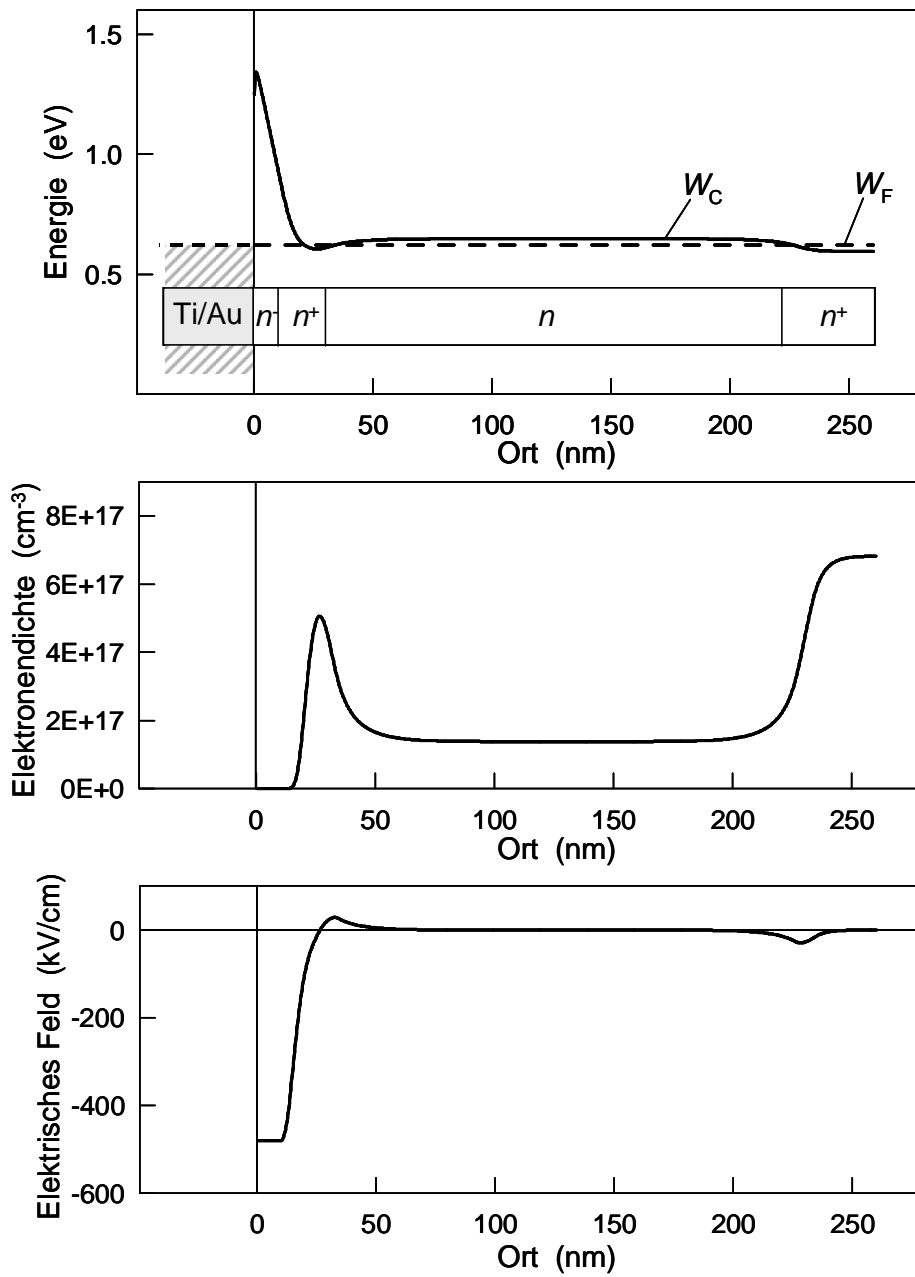 1.5
1.0
0.5
Energie (eV)
W_C
W_F
Ti/Au
n⁻
n⁺
n
n⁺
0 50 100 150 200 250
Ort (nm)
8E+17
6E+17
4E+17
2E+17
0E+0
Elektronendichte (cm⁻³)
0 50 100 150 200 250
Ort (nm)
0
-200
-400
-600
Elektrisches Feld (kV/cm)
0 50 100 150 200 250
Ort (nm)